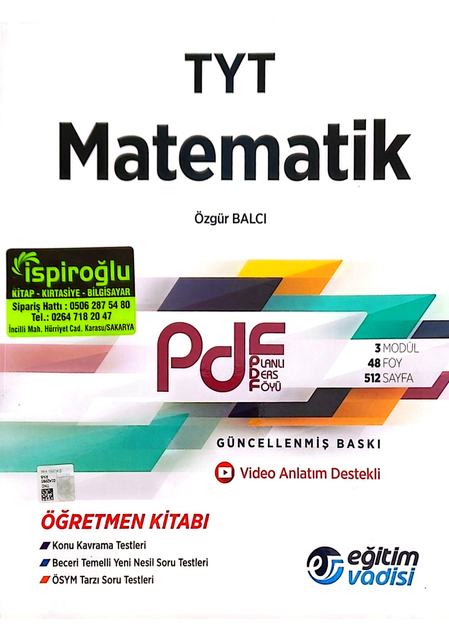 TYT
Matematik
Özgür BALCI
ispiroğlu
KİTAP - KIRTASİYE - BİLGİSAYAR
Sipariş Hattı : 0506 287 54 80
Tel.: 0264 718 20 47
İncilli Mah. Hürriyet Cad. Karasu/SAKARYA
Pdf
PLANLI
DERS
FÖYÜ
3 MODÜL
48 FOY
512 SAYFA
GÜNCELLENMİŞ BASKI
Video Anlatım Destekli
ÖĞRETMEN KİTABI
Konu Kavrama Testleri
Beceri Temelli Yeni Nesil Soru Testleri
ÖSYM Tarzı Soru Testleri
eğitim
vadisi